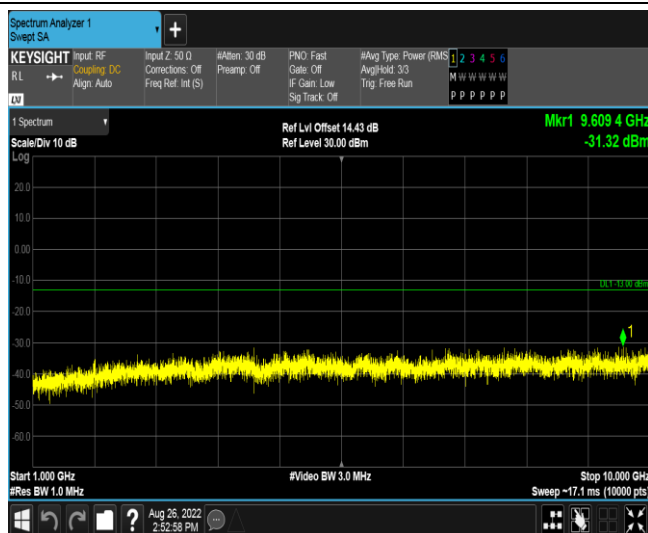 Spectrum Analyzer 1
Swept SA
+
KEYSIGHT Input: RF Input Z: 50 Ω #Atten: 30 dB PNO: Fast #Avg Type: Power (RMS 1 2 3 4 5 6
RL Coupling: DC Corrections: Off Preamp: Off Gate: Off Avg|Hold: 3/3 M W W W W W
Align: Auto Freq Ref: Int (S) IF Gain: Low Trig: Free Run
LXI Sig Track: Off P P P P P P
1 Spectrum
Ref Lvl Offset 14.43 dB Mkr1 9.609 4 GHz
Scale/Div 10 dB Ref Level 30.00 dBm -31.32 dBm
Log
20.0
10.0
0.00
-10.0
DL1 -13.00 dBm
1
-30.0
-40.0
-50.0
-60.0
Start 1.000 GHz #Video BW 3.0 MHz Stop 10.000 GHz
#Res BW 1.0 MHz Sweep ~17.1 ms (10000 pts)
? Aug 26, 2022
2:52:58 PM